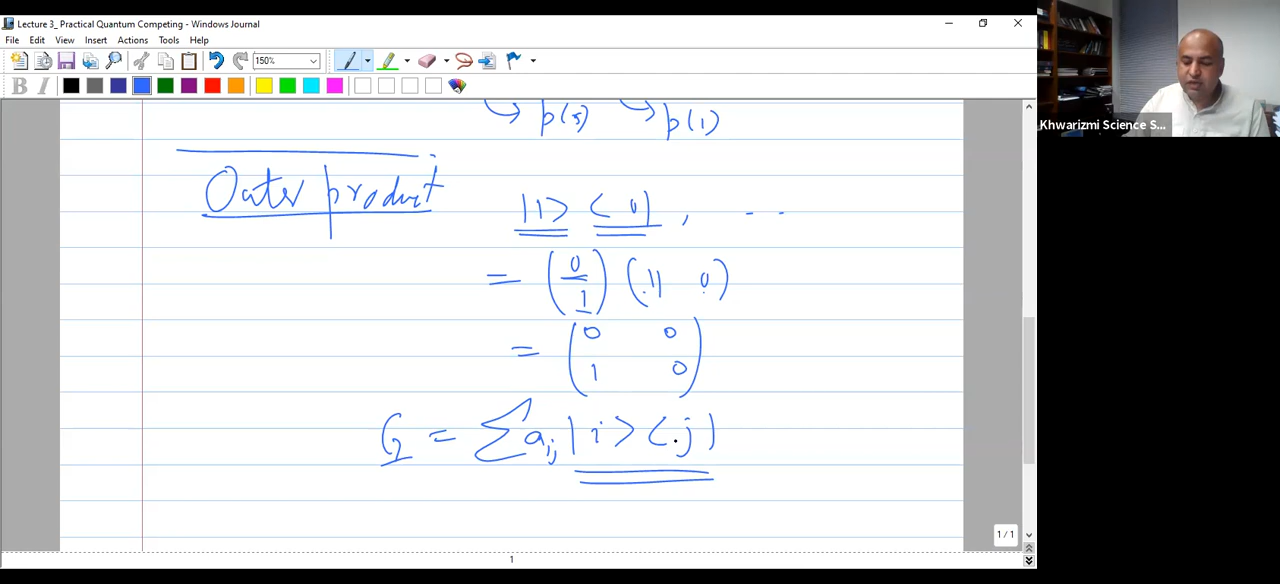 Lecture 3_ Practical Quantum Competing - Windows Journal
File Edit View Insert Actions Tools Help
150%
B I
Khwarizmi Science S...
p(s) p(1)
Outer product
|1> <0| , - -
= (0 1) (1 0)
= (0 0
1 0)
G = ∑ aij |i> <j|
1 / 1
1